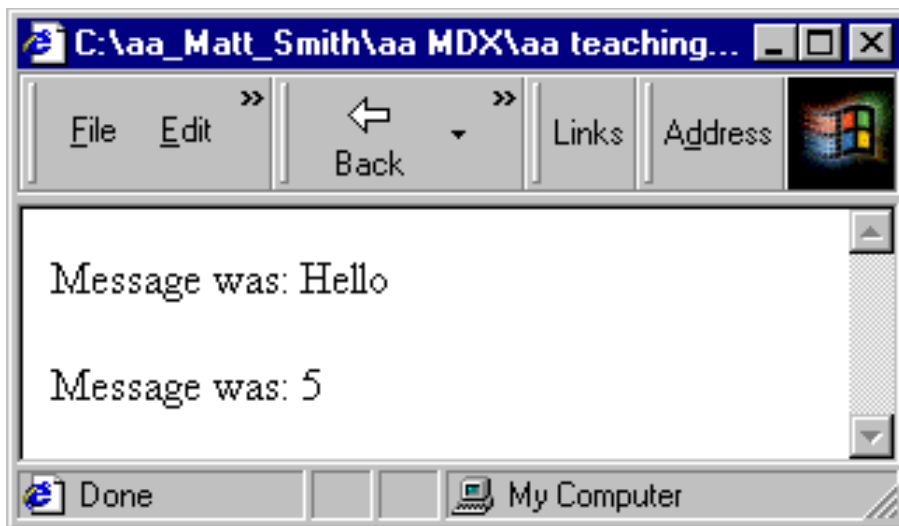 C:\aa_Matt_Smith\aa MDX\aa teaching...
File Edit » Back » Links Address
Message was: Hello
Message was: 5
Done My Computer